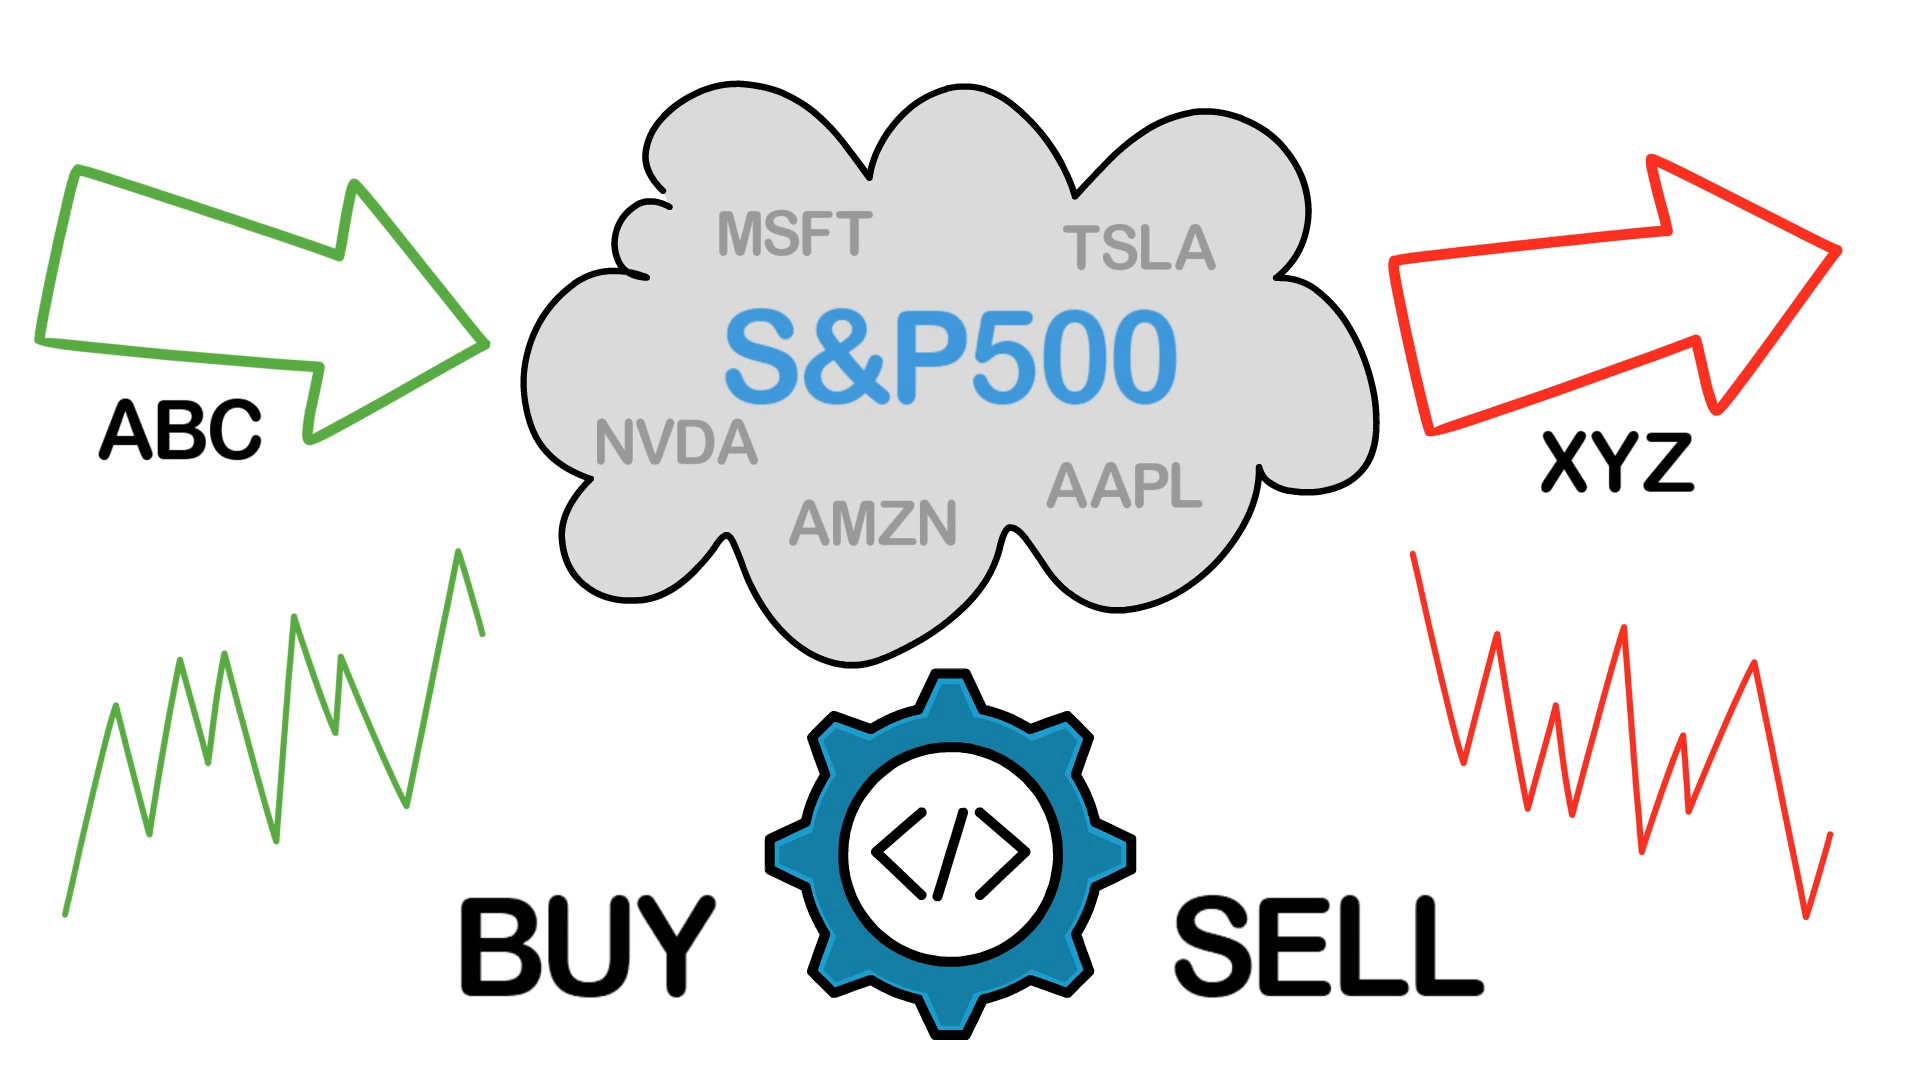 MSFT
TSLA
S&P500
ABC
NVDA
AAPL
XYZ
AMZN
</>
BUY
SELL